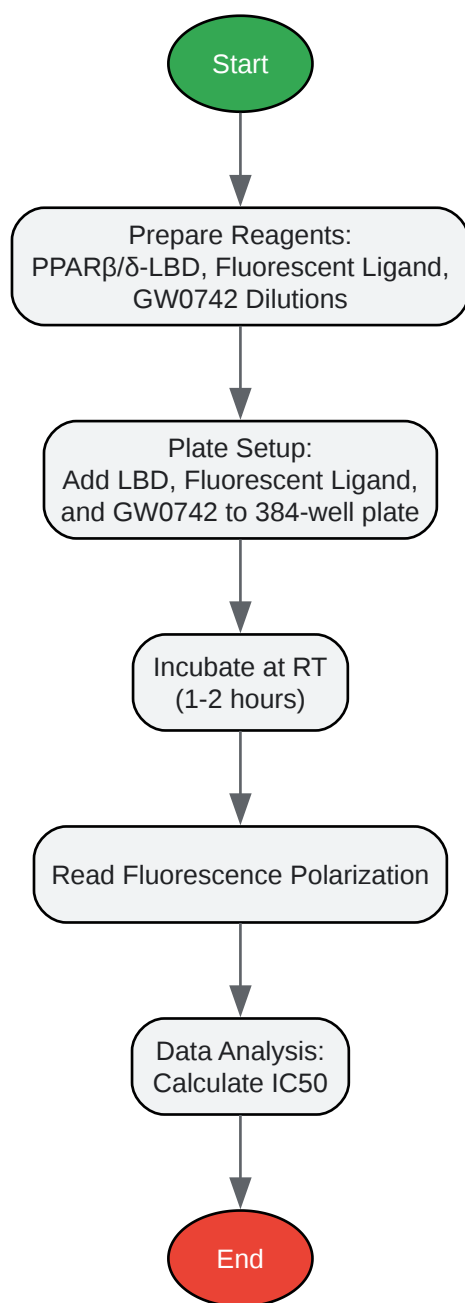 Start
Prepare Reagents:
PPARβ/δ-LBD, Fluorescent Ligand,
GW0742 Dilutions
Plate Setup:
Add LBD, Fluorescent Ligand,
and GW0742 to 384-well plate
Incubate at RT
(1-2 hours)
Read Fluorescence Polarization
Data Analysis:
Calculate IC50
End